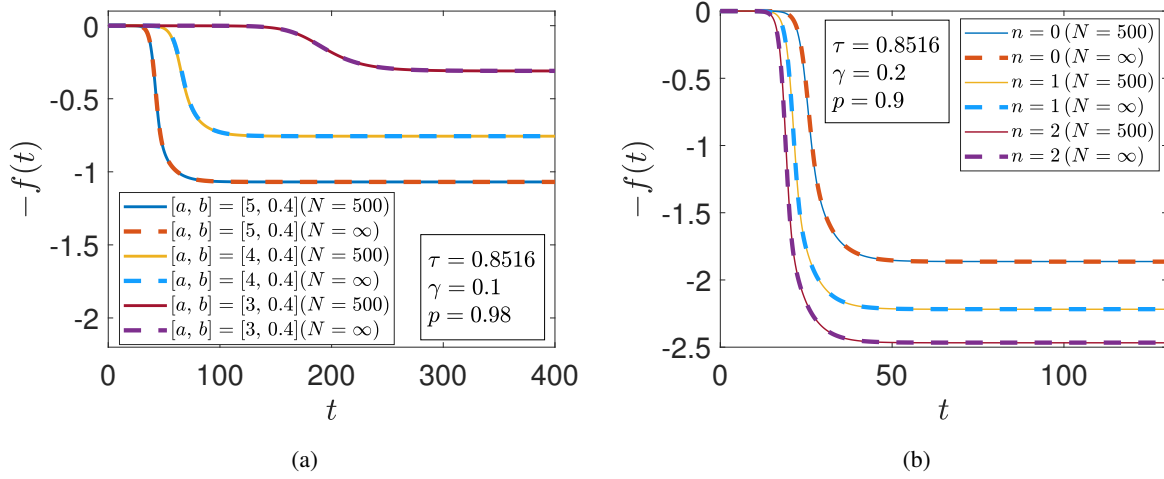 0
-0.5
-1
-1.5
-2
− f(t)
0 100 200 300 400
t
[a, b] = [5, 0.4](N = 500)
[a, b] = [5, 0.4](N = ∞)
[a, b] = [4, 0.4](N = 500)
[a, b] = [4, 0.4](N = ∞)
[a, b] = [3, 0.4](N = 500)
[a, b] = [3, 0.4](N = ∞)
τ = 0.8516
γ = 0.1
p = 0.98
(a)
0
-0.5
-1
-1.5
-2
-2.5
− f(t)
0 50 100
t
τ = 0.8516
γ = 0.2
p = 0.9
n = 0 (N = 500)
n = 0 (N = ∞)
n = 1 (N = 500)
n = 1 (N = ∞)
n = 2 (N = 500)
n = 2 (N = ∞)
(b)